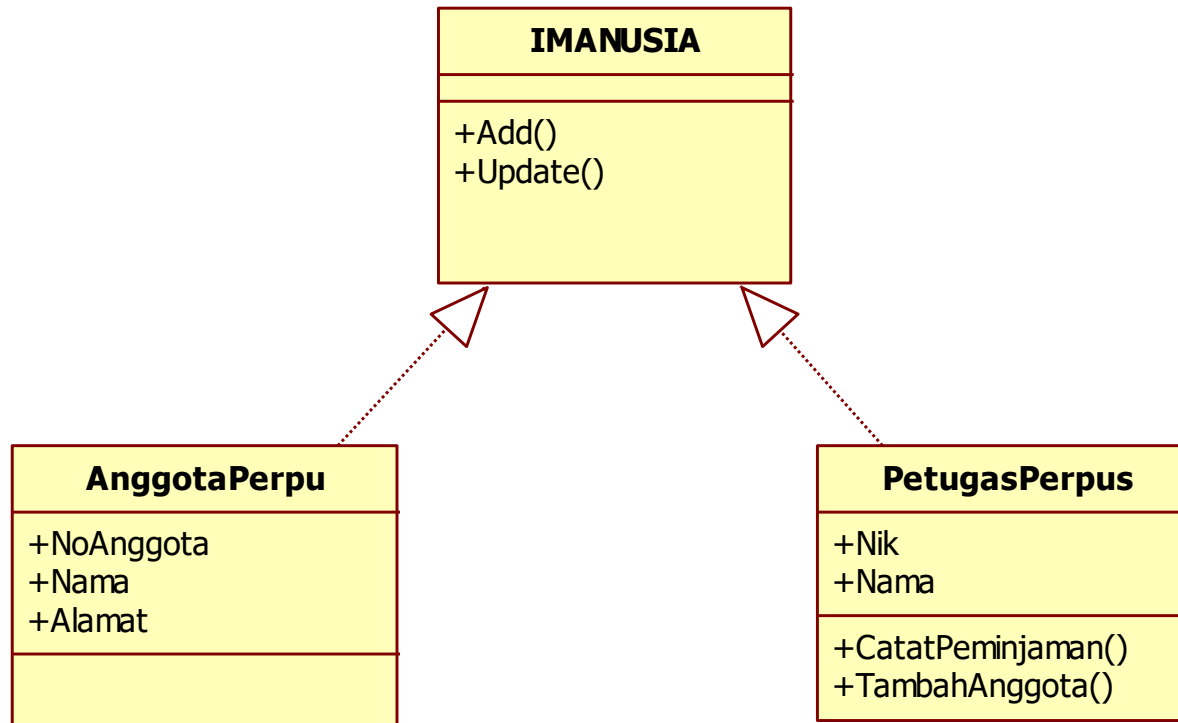 IMANUSIA
+Add()
+Update()
AnggotaPerpu
+NoAnggota
+Nama
+Alamat
PetugasPerpus
+Nik
+Nama
+CatatPeminjaman()
+TambahAnggota()